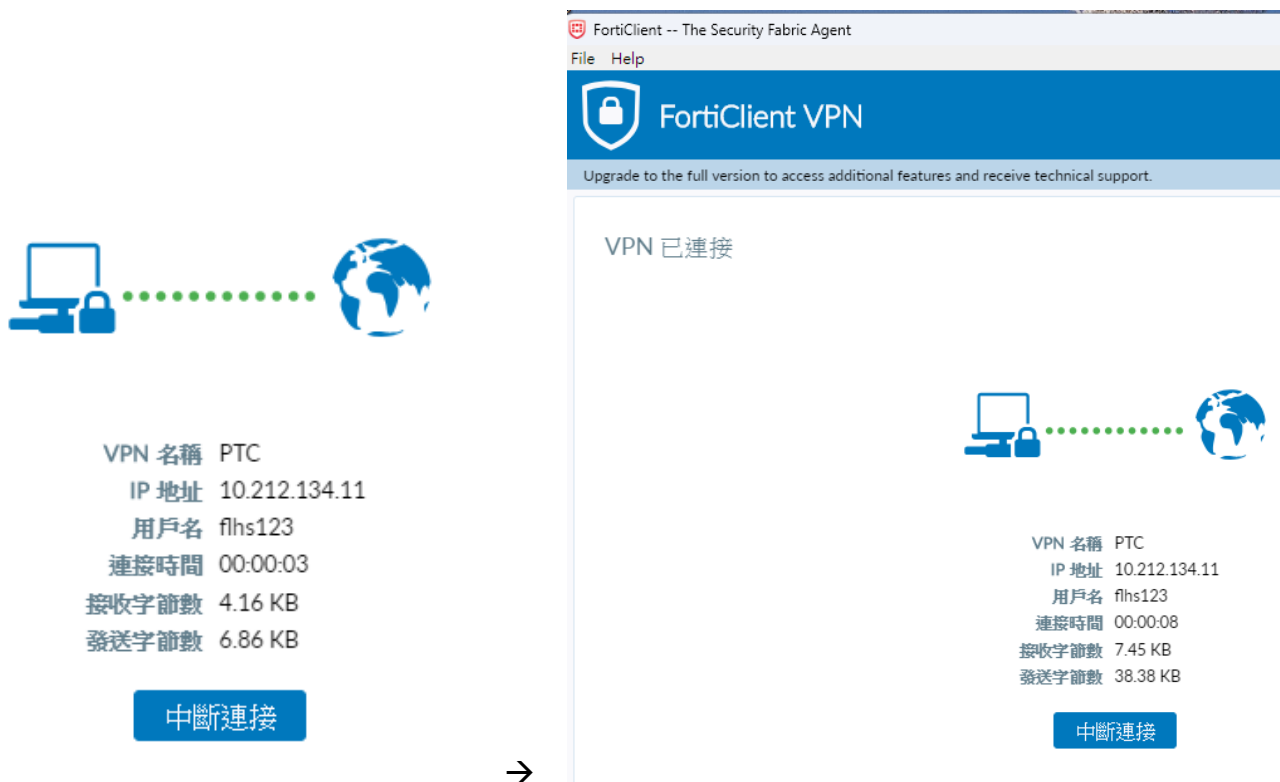 VPN 名稱 PTC
IP 地址 10.212.134.11
用戶名 flhs123
連接時間 00:00:03
接收字節數 4.16 KB
發送字節數 6.86 KB
中斷連接
→
FortiClient -- The Security Fabric Agent
File Help
FortiClient VPN
Upgrade to the full version to access additional features and receive technical support.
VPN 已連接
VPN 名稱 PTC
IP 地址 10.212.134.11
用戶名 flhs123
連接時間 00:00:08
接收字節數 7.45 KB
發送字節數 38.38 KB
中斷連接